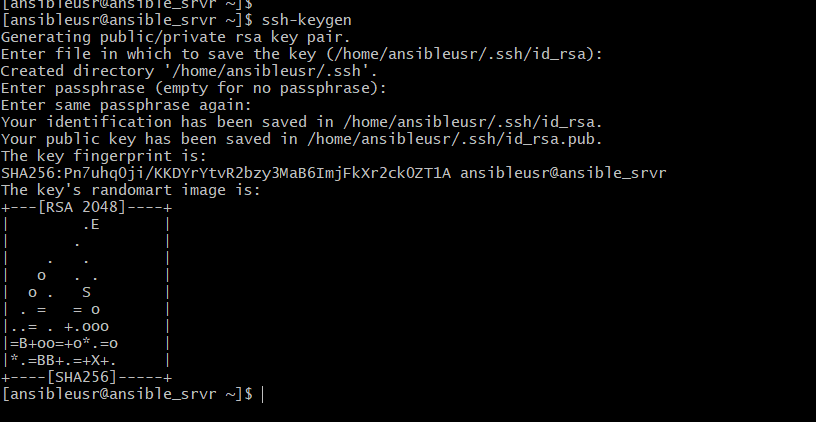 [ansibleusr@ansible_srvr ~]$
[ansibleusr@ansible_srvr ~]$ ssh-keygen
Generating public/private rsa key pair.
Enter file in which to save the key (/home/ansibleusr/.ssh/id_rsa):
Created directory '/home/ansibleusr/.ssh'.
Enter passphrase (empty for no passphrase):
Enter same passphrase again:
Your identification has been saved in /home/ansibleusr/.ssh/id_rsa.
Your public key has been saved in /home/ansibleusr/.ssh/id_rsa.pub.
The key fingerprint is:
SHA256:Pn7uhq0ji/KKDYrYtvR2bzy3MaB6ImjFkXr2ckOZT1A ansibleusr@ansible_srvr
The key's randomart image is:
+---[RSA 2048]----+
|        .E       |
|       .         |
|    .   .        |
|   o   . .       |
|  o .   S        |
| . =   = o       |
|..= . +.ooo      |
|=B+oo=+o*.=o     |
|*.=BB+.=+X+.     |
+----[SHA256]-----+
[ansibleusr@ansible_srvr ~]$